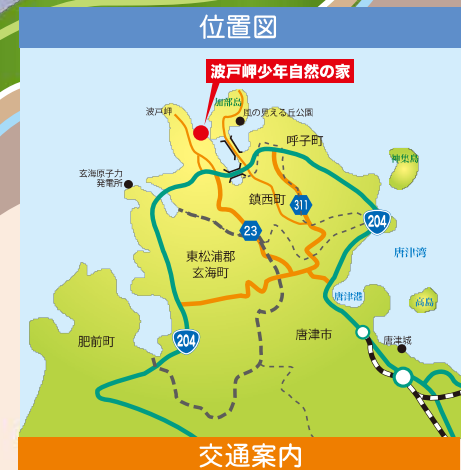 位置図
波戸岬少年自然の家
加部島
波戸岬
風の見える丘公園
呼子町
神集島
玄海原子力
発電所
鎮西町
311
204
23
唐津湾
東松浦郡
玄海町
唐津港
高島
肥前町
204
唐津市
唐津城
交通案内